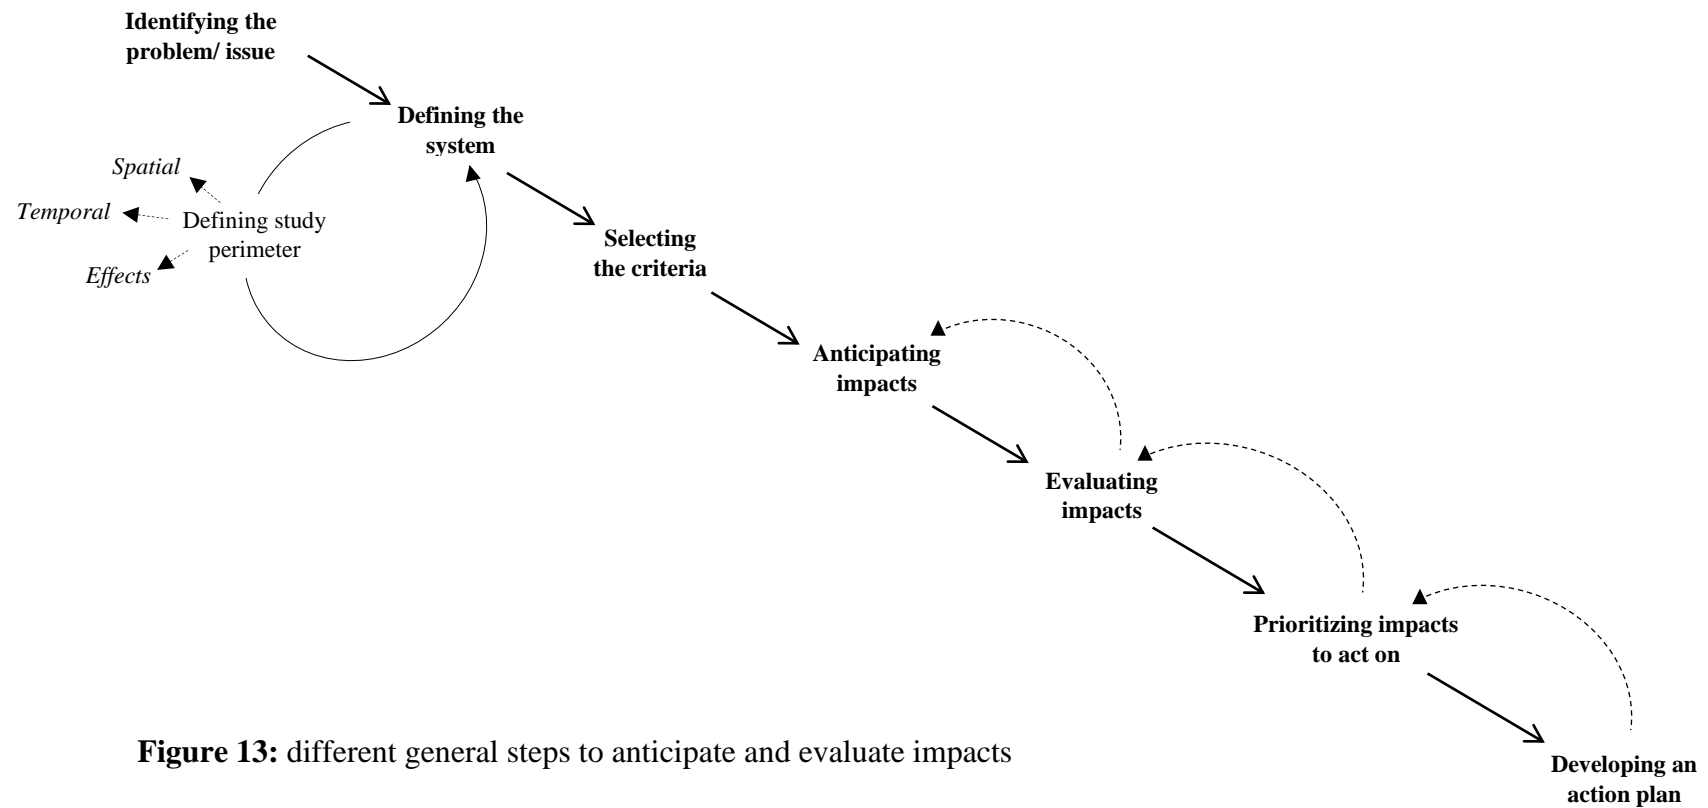 Identifying the
problem/ issue
Defining the
system
Spatial
Temporal
Defining study
perimeter
Effects
Selecting
the criteria
Anticipating
impacts
Evaluating
impacts
Prioritizing impacts
to act on
Developing an
action plan
Figure 13: different general steps to anticipate and evaluate impacts